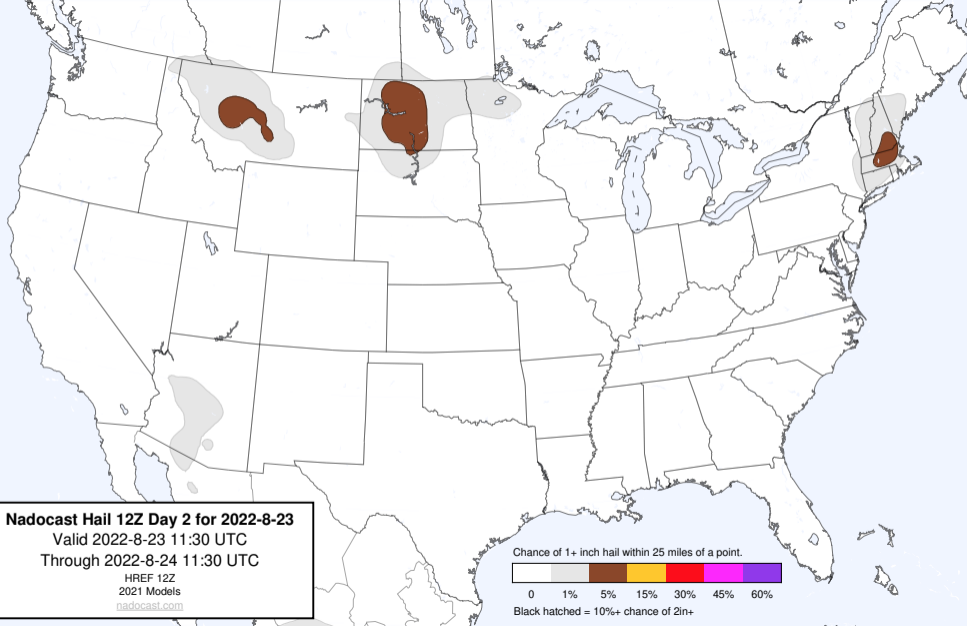 Nadocast Hail 12Z Day 2 for 2022-8-23
Valid 2022-8-23 11:30 UTC
Through 2022-8-24 11:30 UTC
HREF 12Z
2021 Models
nadocast.com
Chance of 1+ inch hail within 25 miles of a point.
0 1% 5% 15% 30% 45% 60%
Black hatched = 10%+ chance of 2in+